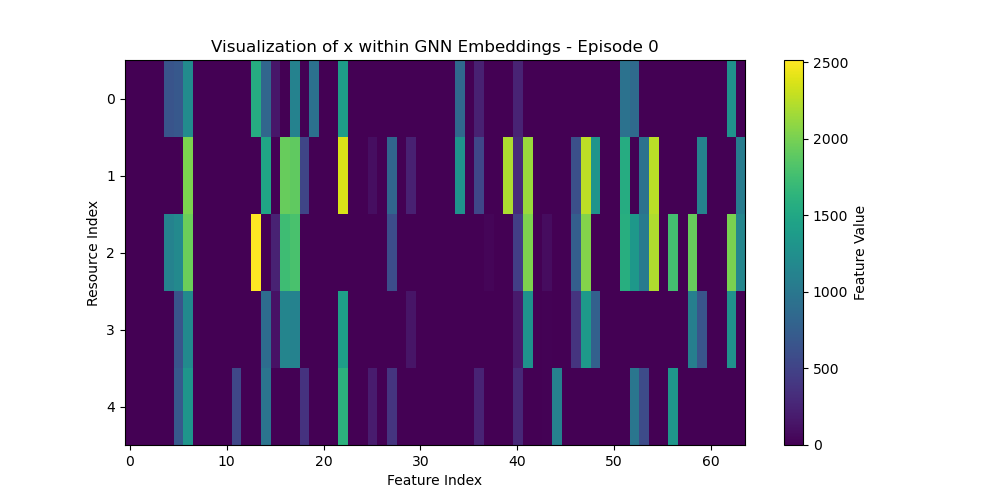 Visualization of x within GNN Embeddings - Episode 0
Resource Index
0
1
2
3
4
0 10 20 30 40 50 60
Feature Index
2500
2000
1500
1000
500
0
Feature Value